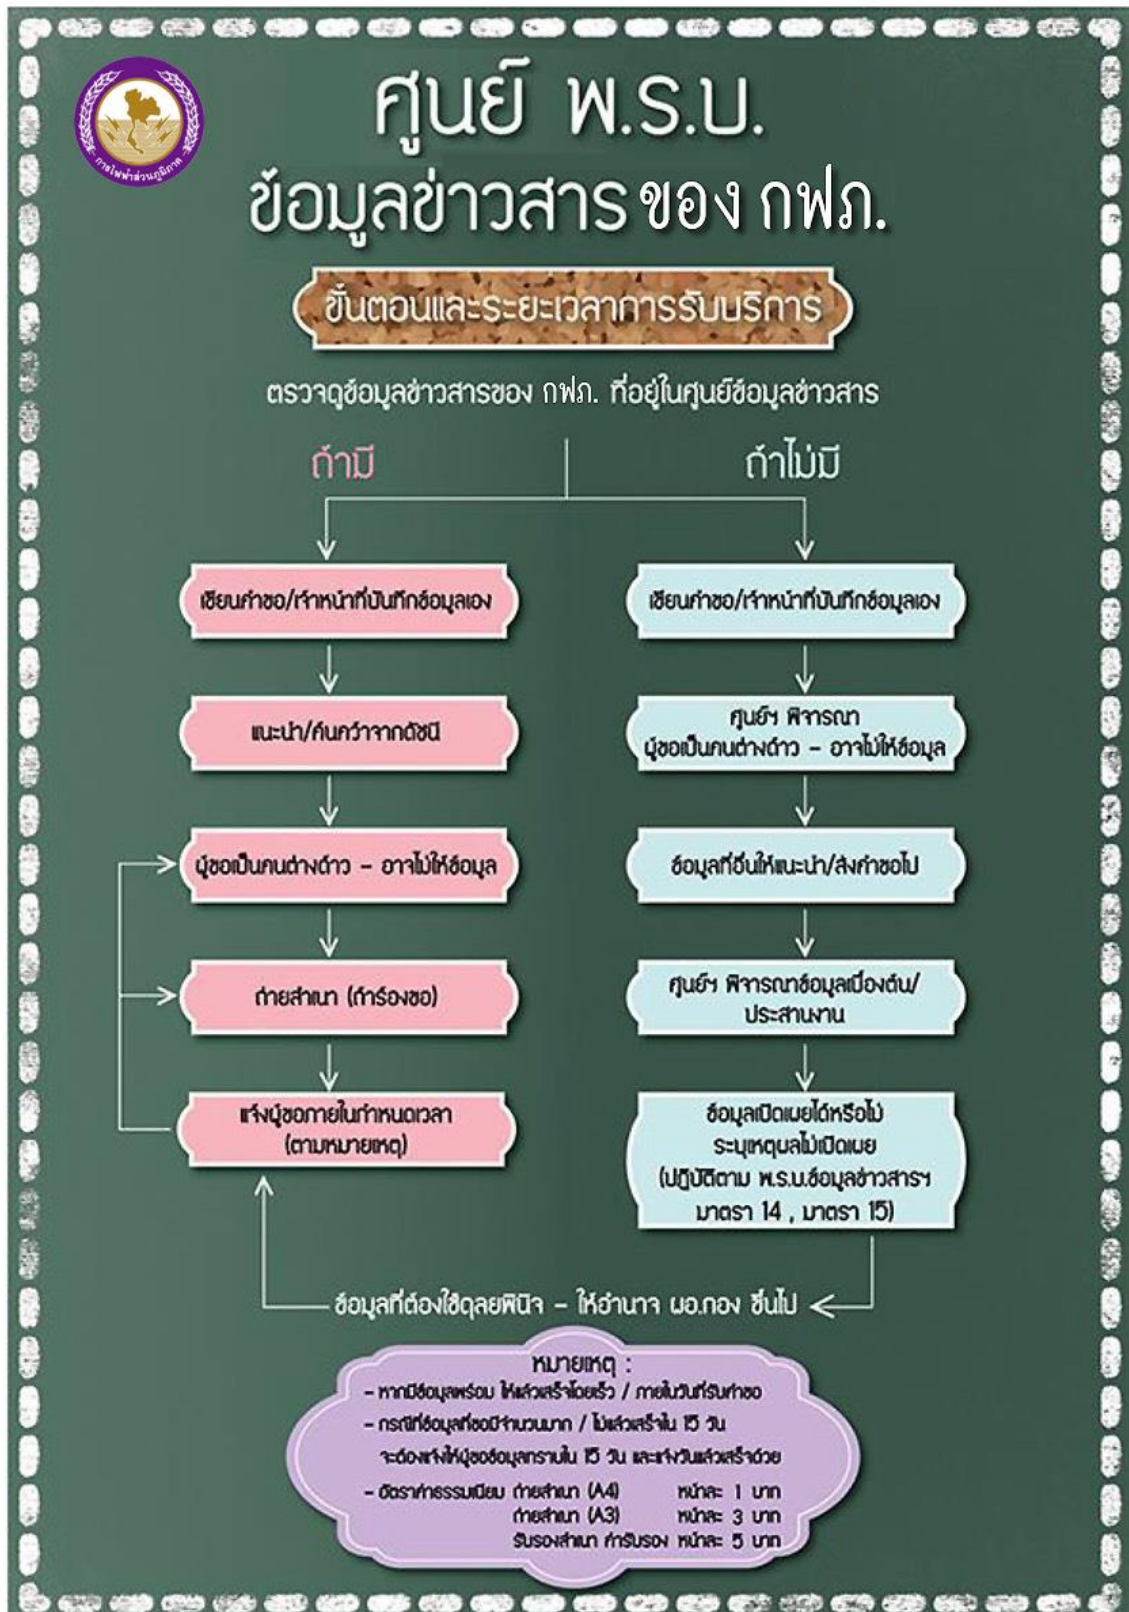 การไฟฟ้าส่วนภูมิภาค
ศูนย์ พ.ร.บ.
ข้อมูลข่าวสาร ของ กฟภ.
ขั้นตอนและระยะเวลาการรับบริการ
ตรวจดูข้อมูลข่าวสารของ กฟภ. ที่อยู่ในศูนย์ข้อมูลข่าวสาร
ถ้ามี
เขียนคำขอ/เจ้าหน้าที่บันทึกข้อมูลเอง
แนะนำ/ค้นคว้าจากดัชนี
ผู้ขอเป็นคนต่างด้าว - อาจไม่ให้ข้อมูล
ถ่ายสำเนา (ถ้าร้องขอ)
แจ้งผู้ขอภายในกำหนดเวลา
(ตามหมายเหตุ)
ถ้าไม่มี
เขียนคำขอ/เจ้าหน้าที่บันทึกข้อมูลเอง
ศูนย์ฯ พิจารณา
ผู้ขอเป็นคนต่างด้าว - อาจไม่ให้ข้อมูล
ข้อมูลที่อื่นให้แนะนำ/ส่งคำขอไป
ศูนย์ฯ พิจารณาข้อมูลเบื้องต้น/
ประสานงาน
ข้อมูลเปิดเผยได้หรือไม่
ระบุเหตุผลไม่เปิดเผย
(ปฏิบัติตาม พ.ร.บ.ข้อมูลข่าวสารฯ
มาตรา 14 , มาตรา 15)
ข้อมูลที่ต้องใช้ดุลยพินิจ - ให้อำนาจ ผอ.กอง ขึ้นไป
หมายเหตุ :
- หากมีข้อมูลพร้อม ให้แล้วเสร็จโดยเร็ว / ภายในวันที่รับคำขอ
- กรณีที่ข้อมูลที่ขอมีจำนวนมาก / ไม่แล้วเสร็จใน 15 วัน
จะต้องแจ้งให้ผู้ขอข้อมูลทราบใน 15 วัน และแจ้งวันแล้วเสร็จด้วย
- อัตราค่าธรรมเนียม ถ่ายสำเนา (A4) หน้าละ 1 บาท
ถ่ายสำเนา (A3) หน้าละ 3 บาท
รับรองสำเนา คำรับรอง หน้าละ 5 บาท